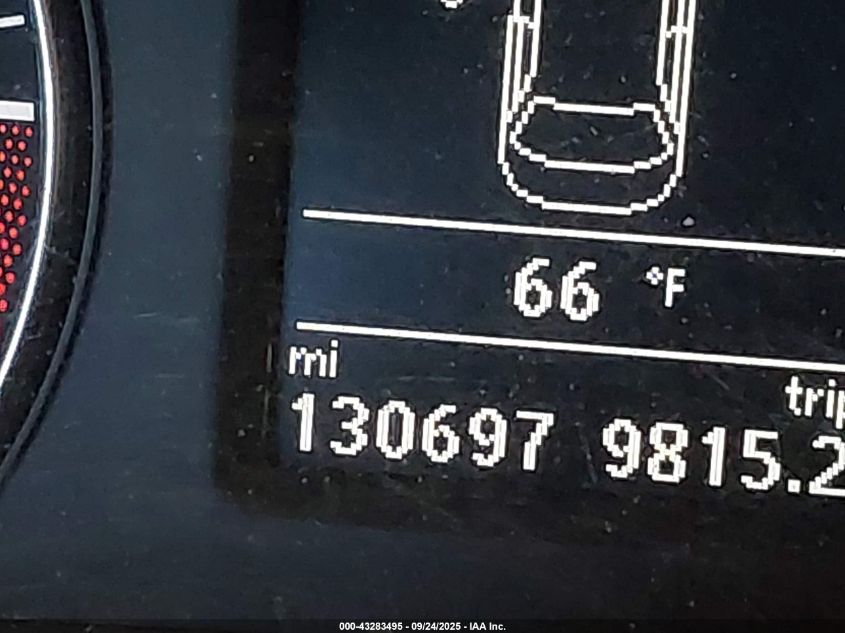 66 °F
mi trip
130697 9815.2
000-43283495 - 09/24/2025 - IAA Inc.